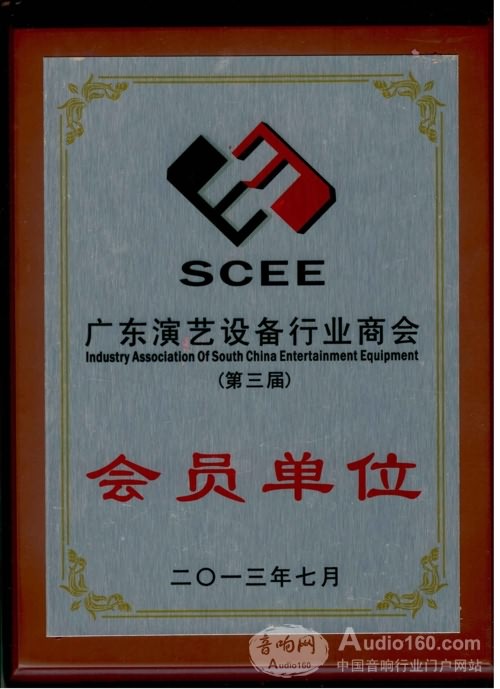 SCEE
广东演艺设备行业商会
Industry Association Of South China Entertainment Equipment
(第三届)
会员单位
二〇一三年七月
音响网 Audio160.com
Audio160 中国音响行业门户网站